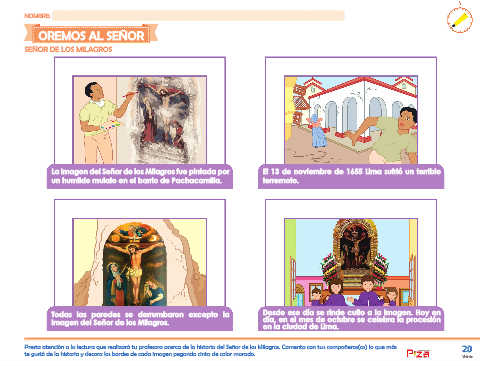 NOMBRE:
OREMOS AL SEÑOR
SEÑOR DE LOS MILAGROS
La imagen del Señor de los Milagros fue pintada por
un humilde mulato en el barrio de Pachacamilla.
El 13 de noviembre de 1655 Lima sufrió un terrible
terremoto.
Todas las paredes se derrumbaron excepto la
imagen del Señor de los Milagros.
Desde ese día se rinde culto a la imagen. Hoy en
día, en el mes de octubre se celebra la procesión
en la ciudad de Lima.
Presta atención a la lectura que realizará tu profesora acerca de la historia del Señor de los Milagros. Comenta con tus compañeros(as) lo que más
te gustó de la historia y decora los bordes de cada imagen pegando cinta de color morado.
20